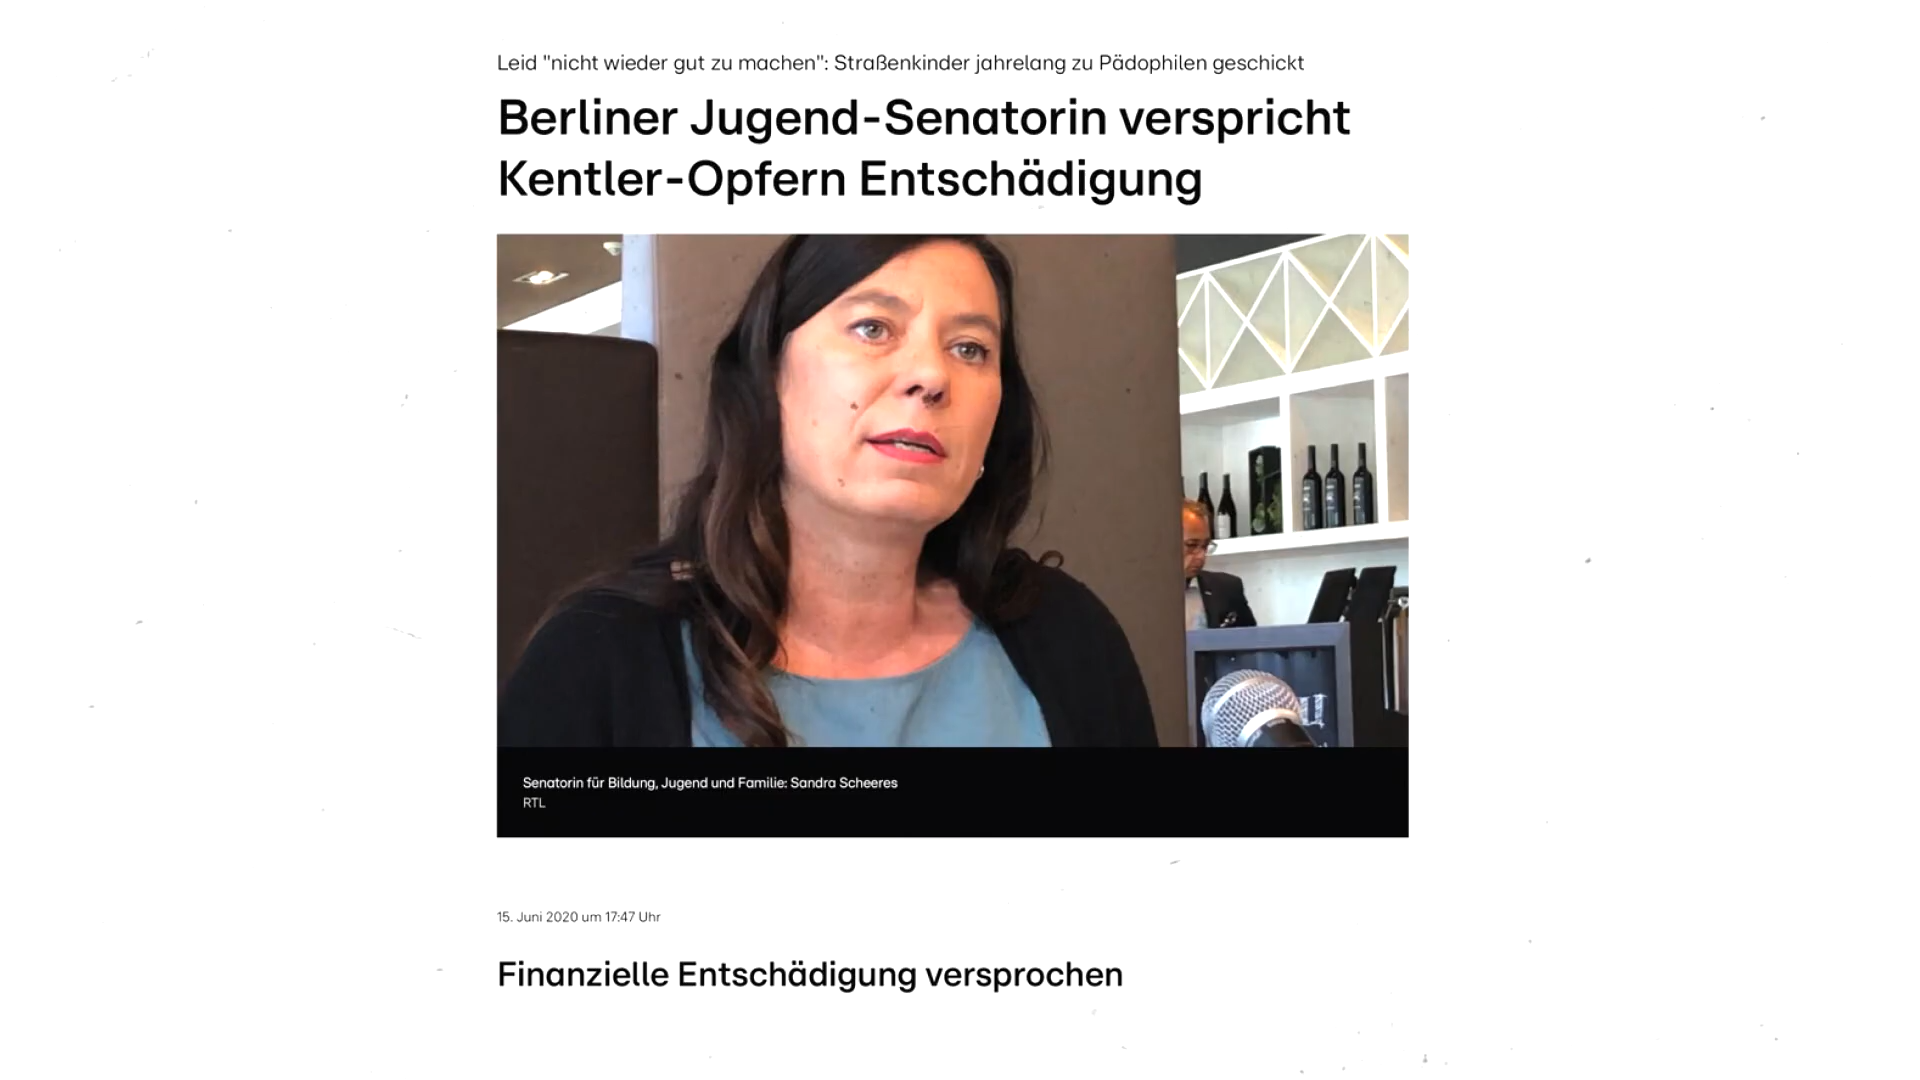 Leid "nicht wieder gut zu machen": Straßenkinder jahrelang zu Pädophilen geschickt
Berliner Jugend-Senatorin verspricht
Kentler-Opfern Entschädigung
Senatorin für Bildung, Jugend und Familie: Sandra Scheeres
RTL
15. Juni 2020 um 17:47 Uhr
Finanzielle Entschädigung versprochen